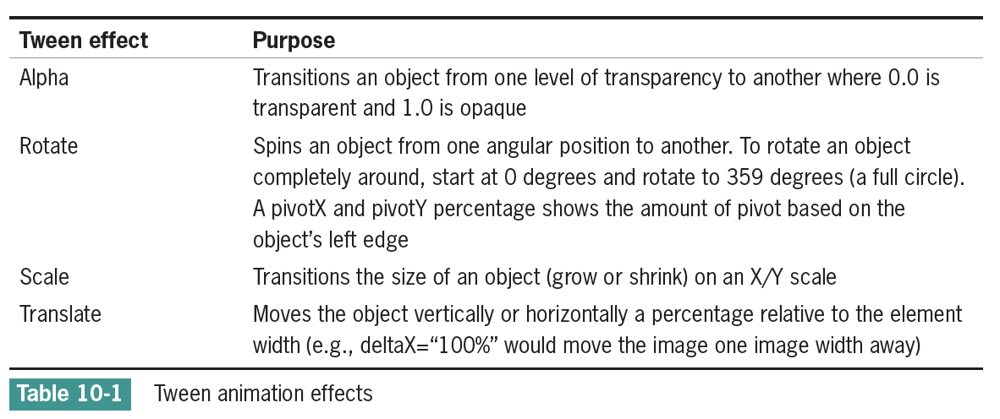 Tween effect Purpose
Alpha Transitions an object from one level of transparency to another where 0.0 is
transparent and 1.0 is opaque
Rotate Spins an object from one angular position to another. To rotate an object
completely around, start at 0 degrees and rotate to 359 degrees (a full circle).
A pivotX and pivotY percentage shows the amount of pivot based on the
object’s left edge
Scale Transitions the size of an object (grow or shrink) on an X/Y scale
Translate Moves the object vertically or horizontally a percentage relative to the element
width (e.g., deltaX=“100%” would move the image one image width away)
Table 10-1 Tween animation effects